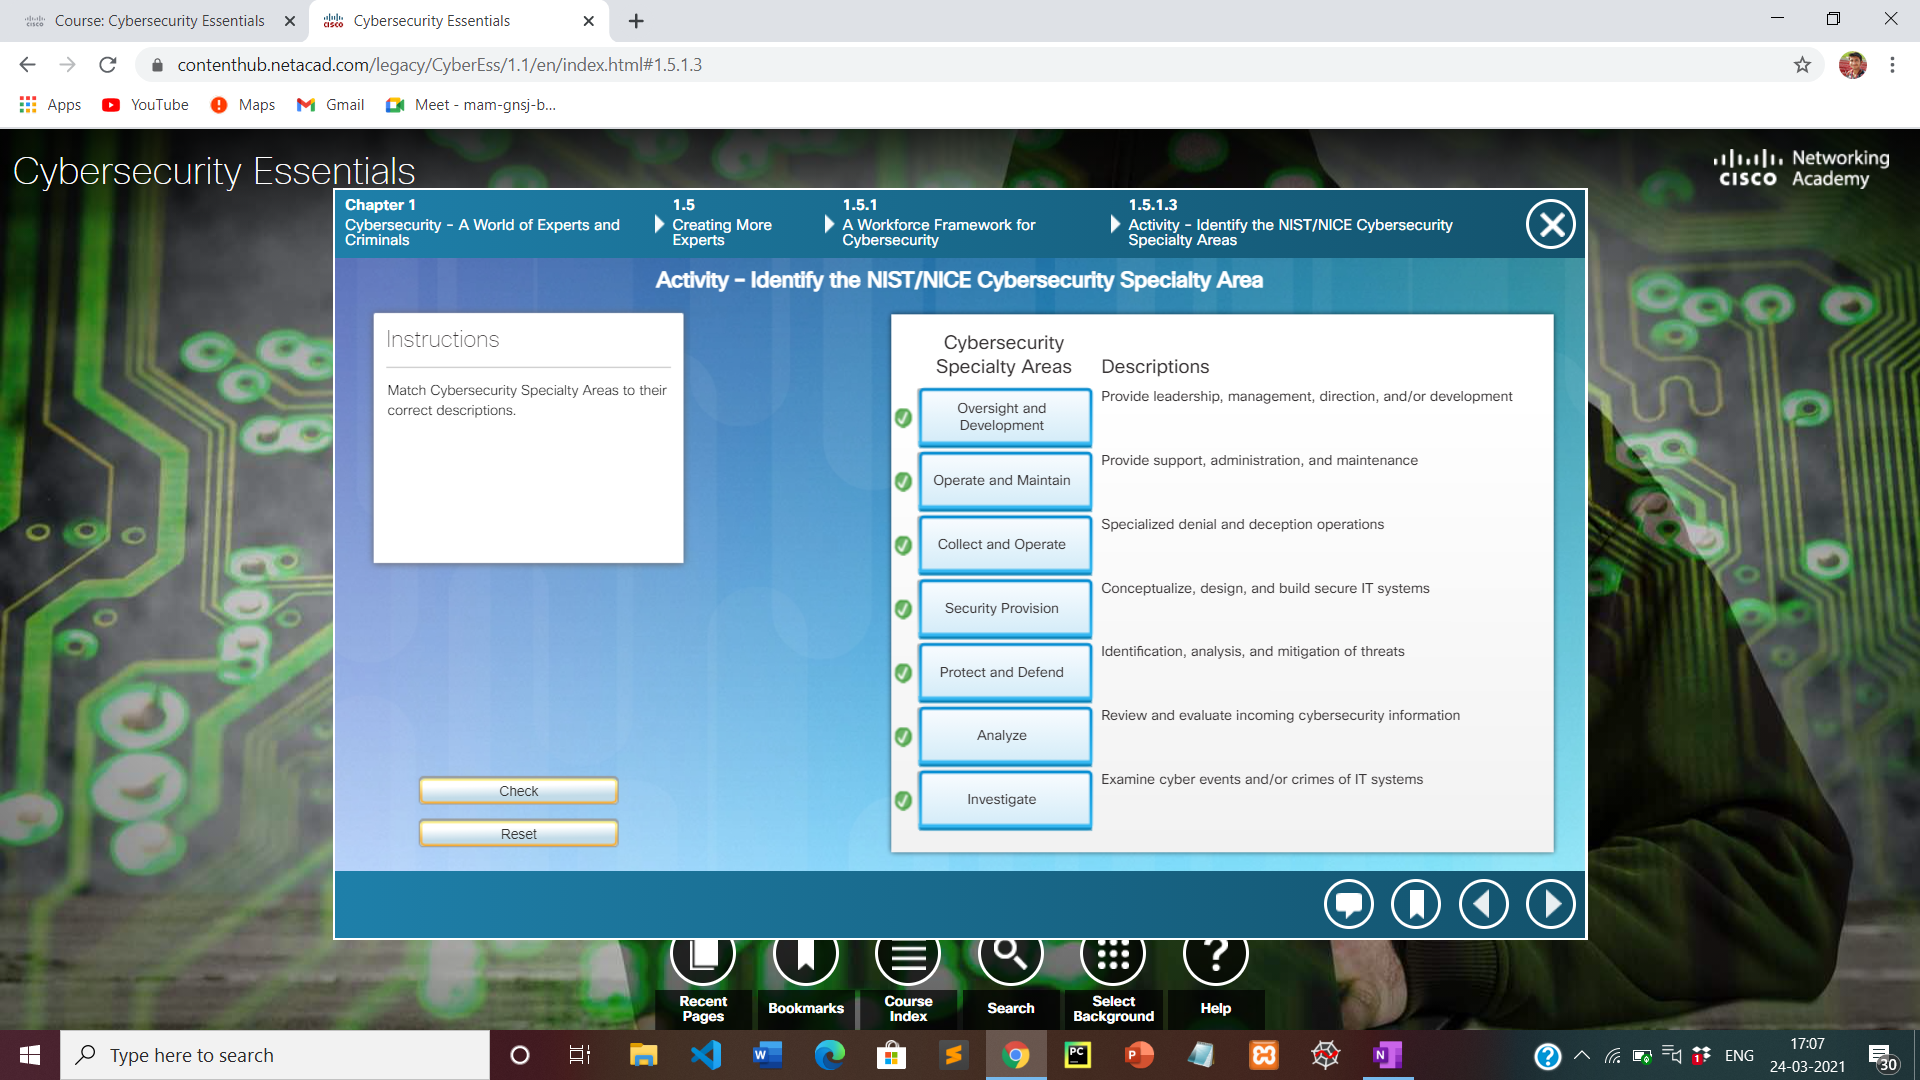 Course: Cybersecurity Essentials
Cybersecurity Essentials
contenthub.netacad.com/legacy/CyberEss/1.1/en/index.html#1.5.1.3
Apps
YouTube
Maps
Gmail
Meet - mam-gnsj-b...
Cybersecurity Essentials
CISCO
Networking
Academy
Chapter 1
Cybersecurity - A World of Experts and
Criminals
1.5
Creating More
Experts
1.5.1
A Workforce Framework for
Cybersecurity
1.5.1.3
Activity - Identify the NIST/NICE Cybersecurity
Specialty Areas
Activity - Identify the NIST/NICE Cybersecurity Specialty Area
Instructions
Match Cybersecurity Specialty Areas to their
correct descriptions.
Check
Reset
Cybersecurity
Specialty Areas
Descriptions
Oversight and
Development
Provide leadership, management, direction, and/or development
Operate and Maintain
Provide support, administration, and maintenance
Collect and Operate
Specialized denial and deception operations
Security Provision
Conceptualize, design, and build secure IT systems
Protect and Defend
Identification, analysis, and mitigation of threats
Analyze
Review and evaluate incoming cybersecurity information
Investigate
Examine cyber events and/or crimes of IT systems
Recent
Pages
Bookmarks
Course
Index
Search
Select
Background
Help
Type here to search
ENG
17:07
24-03-2021
30